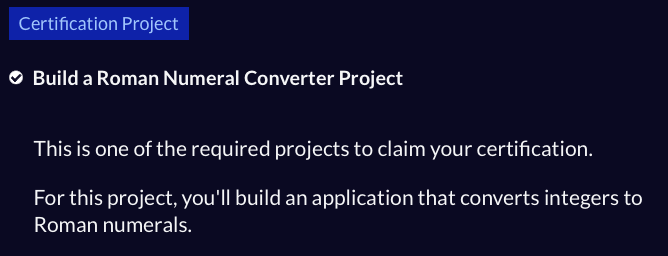 Certification Project
Build a Roman Numeral Converter Project
This is one of the required projects to claim your certification.
For this project, you'll build an application that converts integers to
Roman numerals.